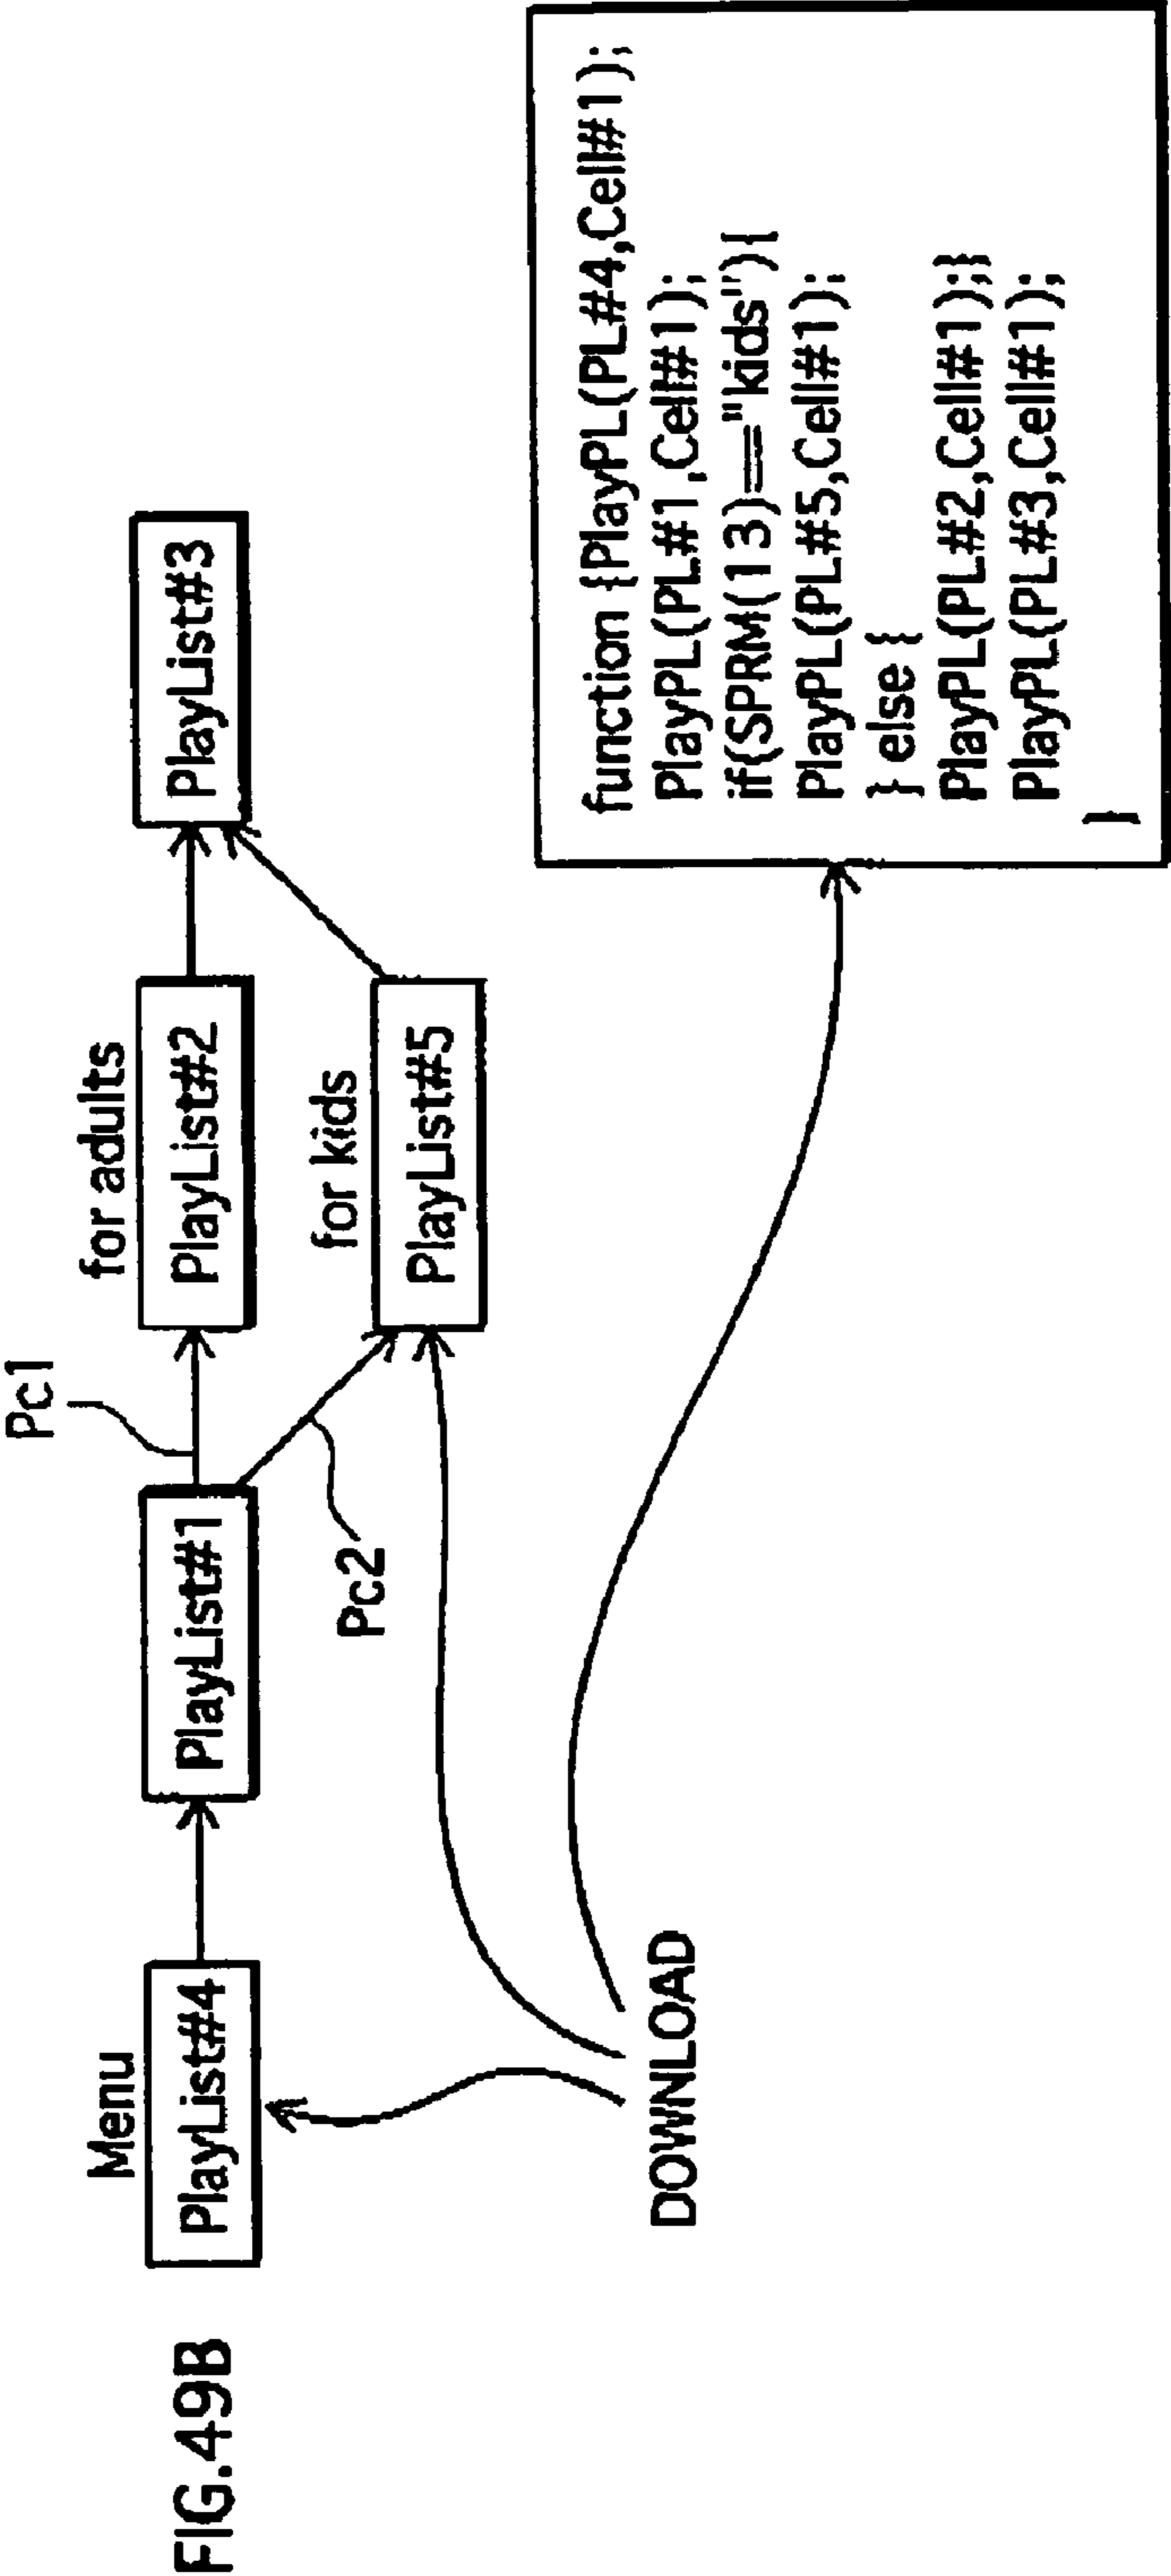 FIG.49B
Menu
PlayList#4
PlayList#1
Pc1
Pc2
for adults
PlayList#2
for kids
PlayList#5
PlayList#3
DOWNLOAD
function {PlayPL(PL#4,Cell#1);
PlayPL(PL#1,Cell#1);
if(SPRM(13)=="kids"){
PlayPL(PL#5,Cell#1);
} else {
PlayPL(PL#2,Cell#1);}
PlayPL(PL#3,Cell#1);
}